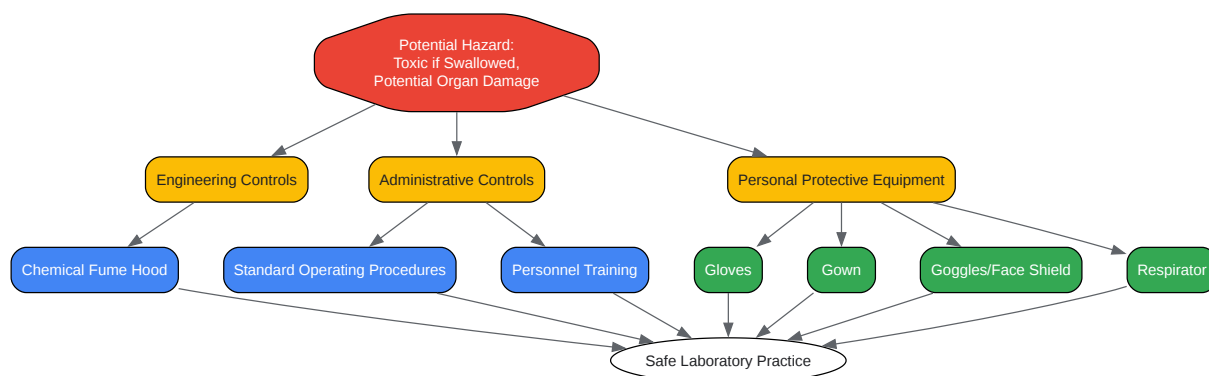 Potential Hazard:
Toxic if Swallowed,
Potential Organ Damage
Engineering Controls
Administrative Controls
Personal Protective Equipment
Chemical Fume Hood
Standard Operating Procedures
Personnel Training
Gloves
Gown
Goggles/Face Shield
Respirator
Safe Laboratory Practice